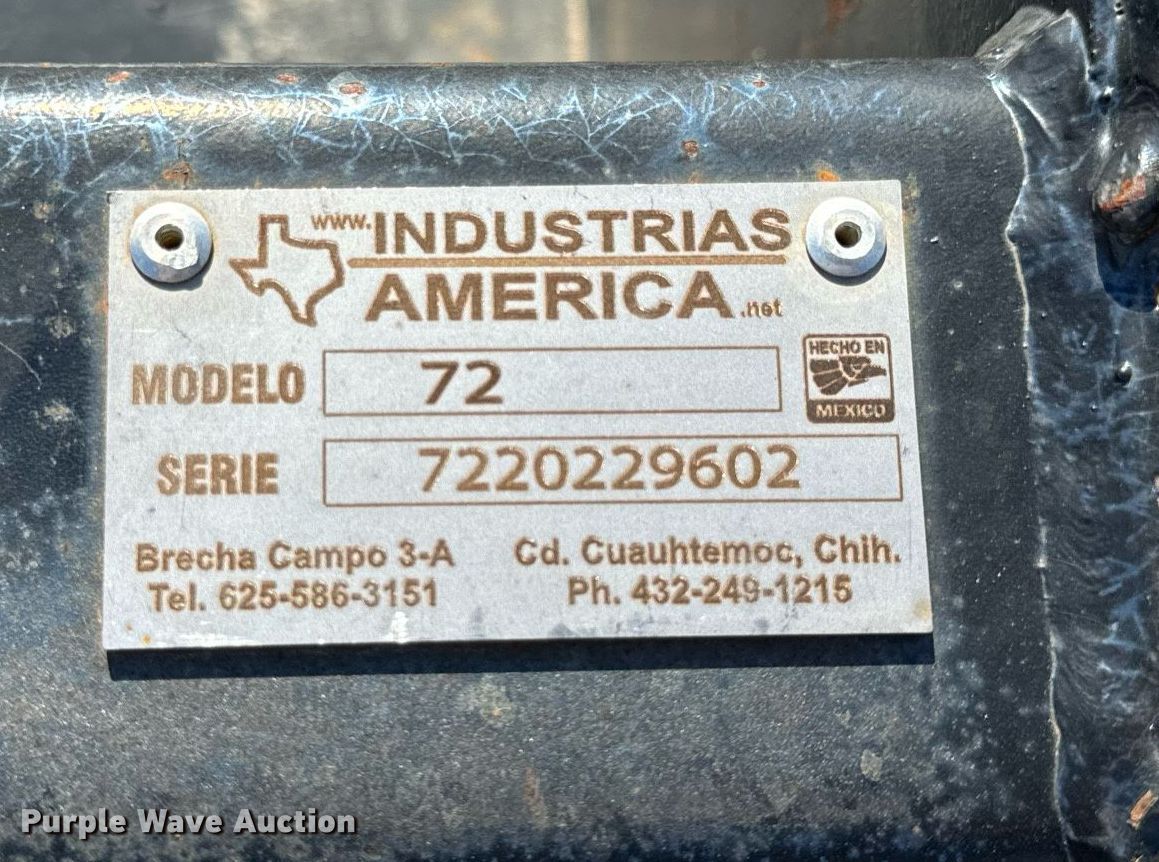 www.INDUSTRIAS
AMERICA.net
MODELO 72
HECHO EN
MEXICO
SERIE 7220229602
Brecha Campo 3-A Cd. Cuauhtemoc, Chih.
Tel. 625-586-3151 Ph. 432-249-1215
Purple Wave Auction